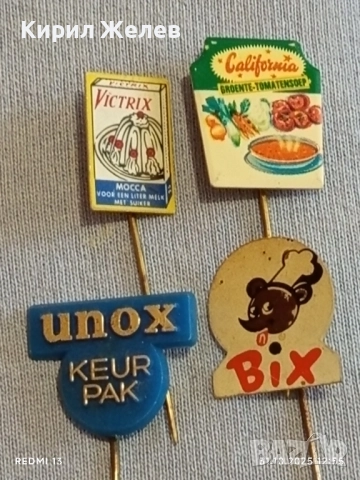 Кирил Желев
VICTRIX
VICTRIX
MOCCA
VOOR EEN LITER MELK
MET SUIKER
California
GROENTE-TOMATENSOEP
unox
KEUR
PAK
BIX
REDMI 13